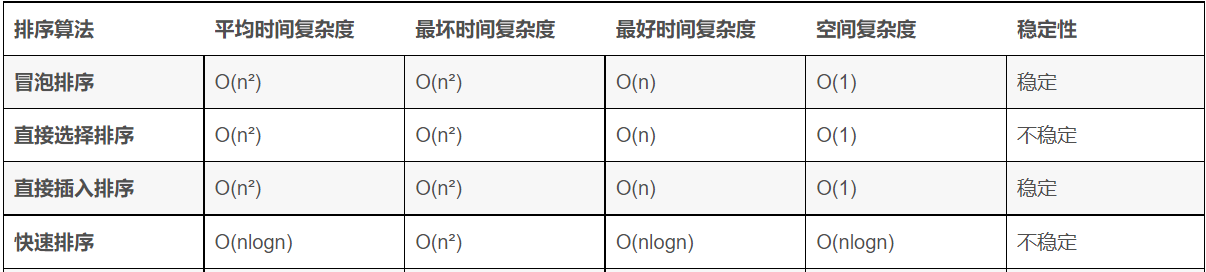 排序算法 平均时间复杂度 最坏时间复杂度 最好时间复杂度 空间复杂度 稳定性
冒泡排序 O(n²) O(n²) O(n) O(1) 稳定
直接选择排序 O(n²) O(n²) O(n) O(1) 不稳定
直接插入排序 O(n²) O(n²) O(n) O(1) 稳定
快速排序 O(nlogn) O(n²) O(nlogn) O(nlogn) 不稳定